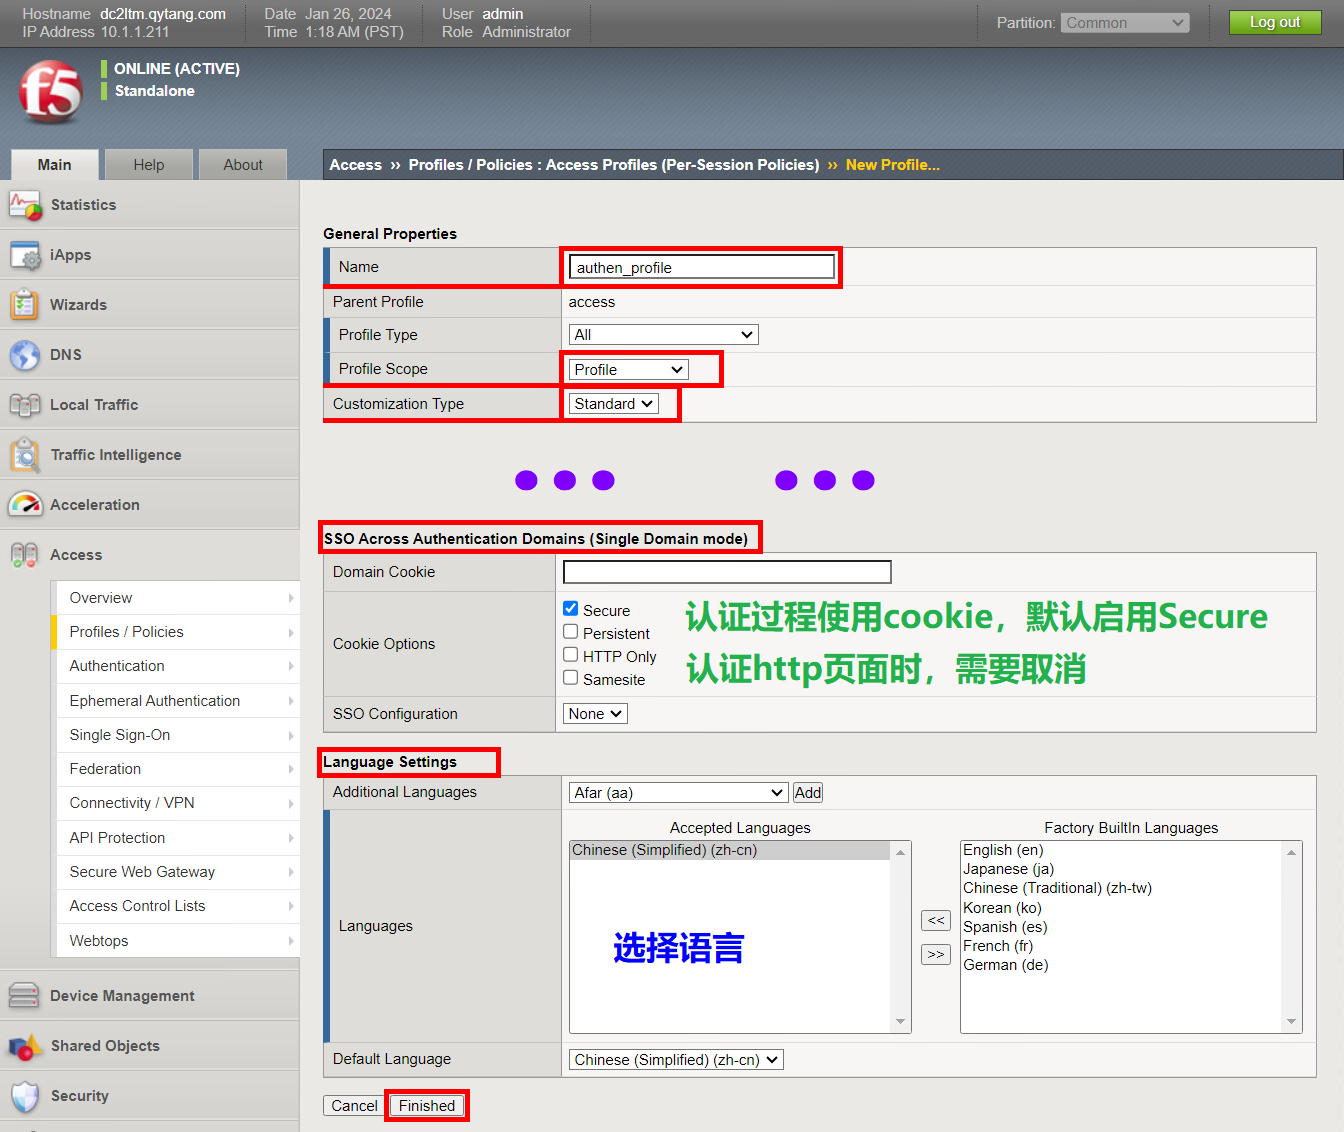 Hostname dc2ltm.qytang.com Date Jan 26, 2024 User admin Partition: Common Log out
IP Address 10.1.1.211 Time 1:18 AM (PST) Role Administrator
f5
ONLINE (ACTIVE)
Standalone
Main Help About
Access ›› Profiles / Policies : Access Profiles (Per-Session Policies) ›› New Profile...
Statistics
iApps
Wizards
DNS
Local Traffic
Traffic Intelligence
Acceleration
Access
Overview
Profiles / Policies
Authentication
Ephemeral Authentication
Single Sign-On
Federation
Connectivity / VPN
API Protection
Secure Web Gateway
Access Control Lists
Webtops
Device Management
Shared Objects
Security
General Properties
Name authen_profile
Parent Profile access
Profile Type All
Profile Scope Profile
Customization Type Standard
SSO Across Authentication Domains (Single Domain mode)
Domain Cookie
Cookie Options
Secure
Persistent
HTTP Only
Samesite
认证过程使用cookie，默认启用Secure
认证http页面时，需要取消
SSO Configuration None
Language Settings
Additional Languages Afar (aa) Add
Languages
Accepted Languages
Chinese (Simplified) (zh-cn)
选择语言
<<
>>
Factory BuiltIn Languages
English (en)
Japanese (ja)
Chinese (Traditional) (zh-tw)
Korean (ko)
Spanish (es)
French (fr)
German (de)
Default Language Chinese (Simplified) (zh-cn)
Cancel Finished